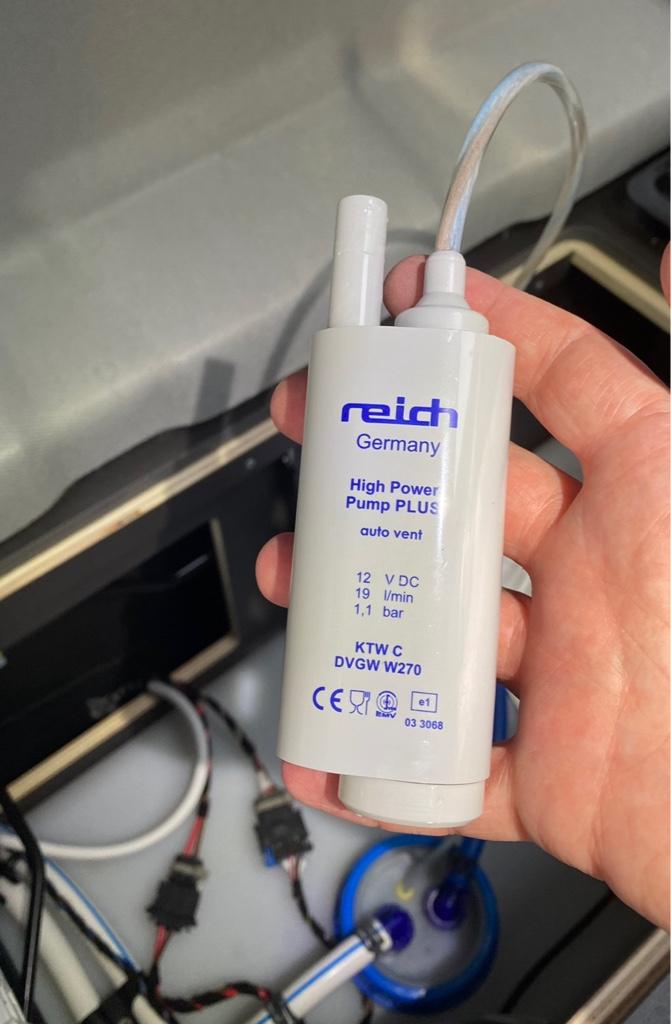 reich
Germany
High Power
Pump PLUS
auto vent
12 V DC
19 l/min
1,1 bar
KTW C
DVGW W270
CE EMV e1
03 3068